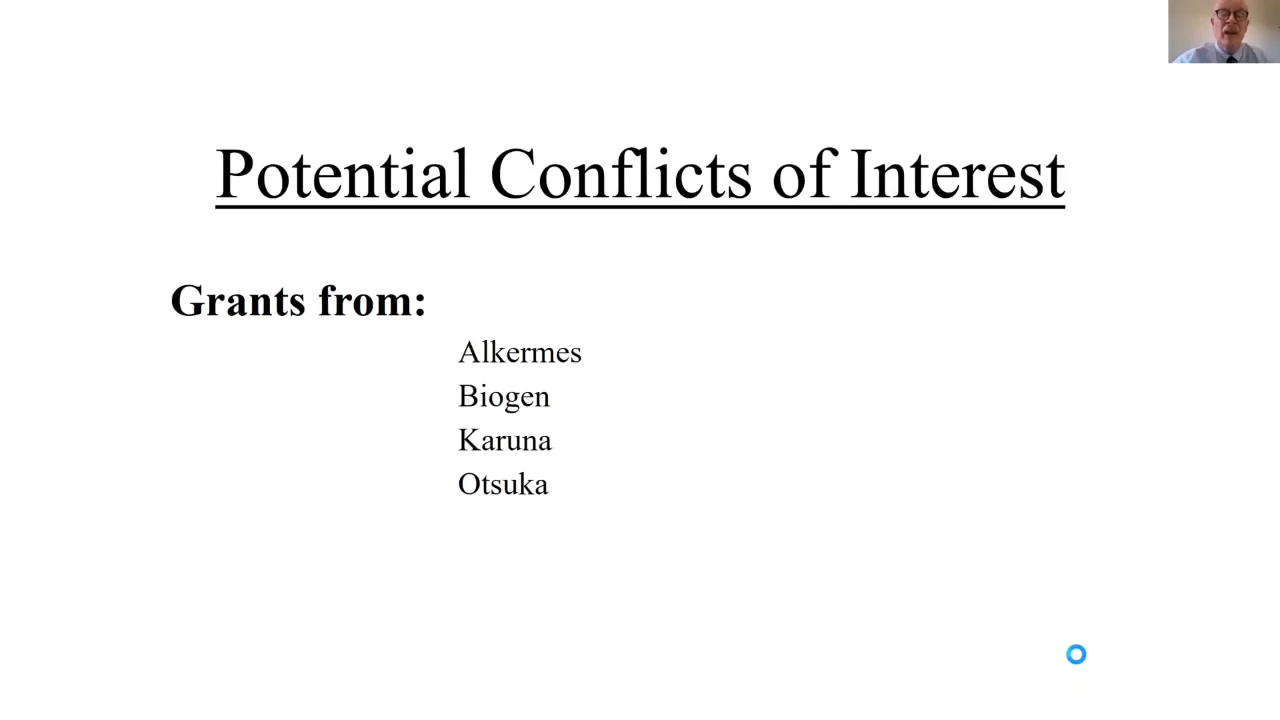 Potential Conflicts of Interest
Grants from:
Alkermes
Biogen
Karuna
Otsuka